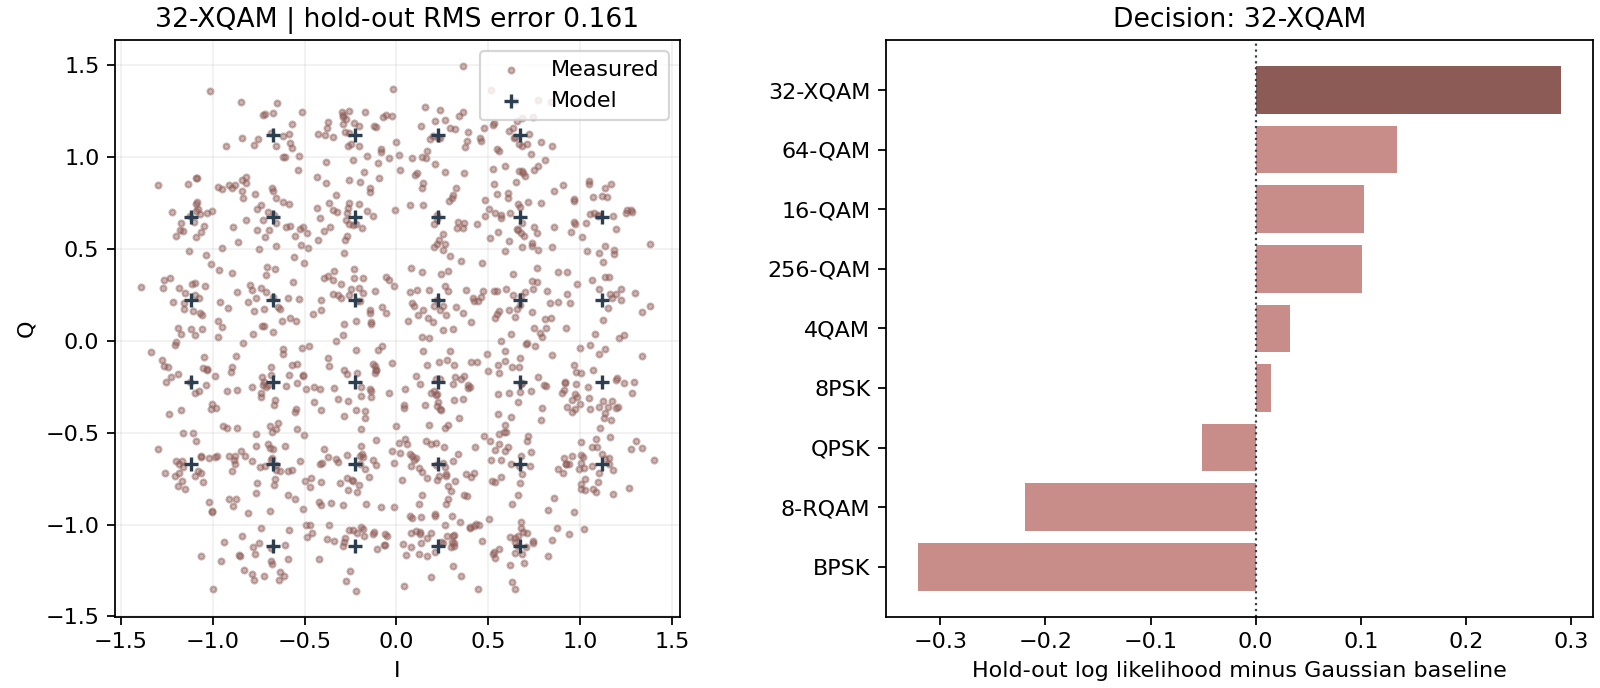 32-XQAM | hold-out RMS error 0.161
Measured
Model
1.5
1.0
0.5
0.0
−0.5
−1.0
−1.5
Q
−1.5
−1.0
−0.5
0.0
0.5
1.0
1.5
I
Decision: 32-XQAM
32-XQAM
64-QAM
16-QAM
256-QAM
4QAM
8PSK
QPSK
8-RQAM
BPSK
−0.3
−0.2
−0.1
0.0
0.1
0.2
0.3
Hold-out log likelihood minus Gaussian baseline